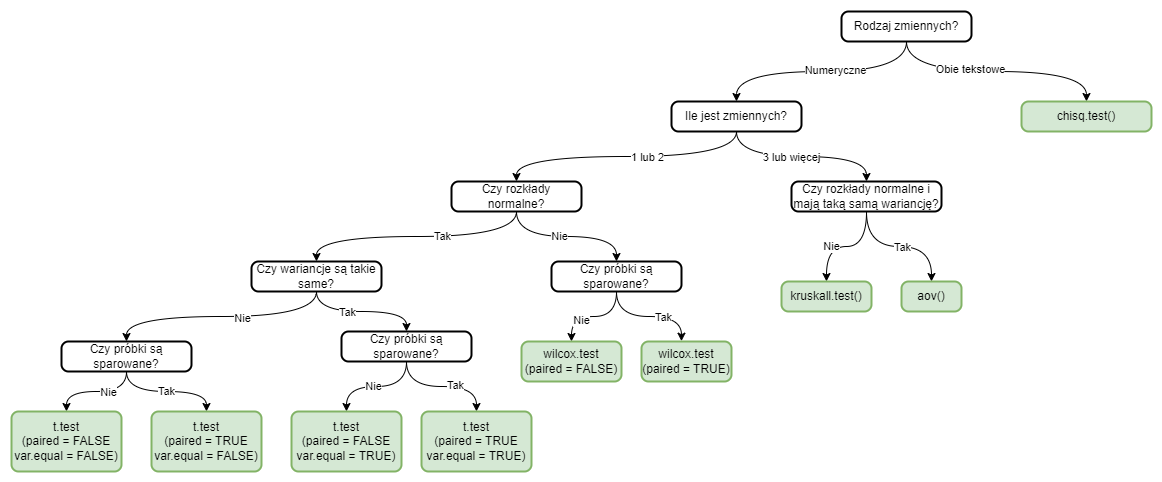 Rodzaj zmiennych?
Numeryczne
Obie tekstowe
Ile jest zmiennych?
chisq.test()
1 lub 2
3 lub więcej
Czy rozkłady
normalne?
Czy rozkłady normalne i
mają taką samą wariancję?
Tak
Nie
Nie
Tak
Czy wariancje są takie
same?
Czy próbki są
sparowane?
kruskall.test()
aov()
Nie
Tak
Nie
Tak
Czy próbki są
sparowane?
Czy próbki są
sparowane?
wilcox.test
(paired = FALSE)
wilcox.test
(paired = TRUE)
Nie
Tak
Nie
Tak
t.test
(paired = FALSE
var.equal = FALSE)
t.test
(paired = TRUE
var.equal = FALSE)
t.test
(paired = FALSE
var.equal = TRUE)
t.test
(paired = TRUE
var.equal = TRUE)